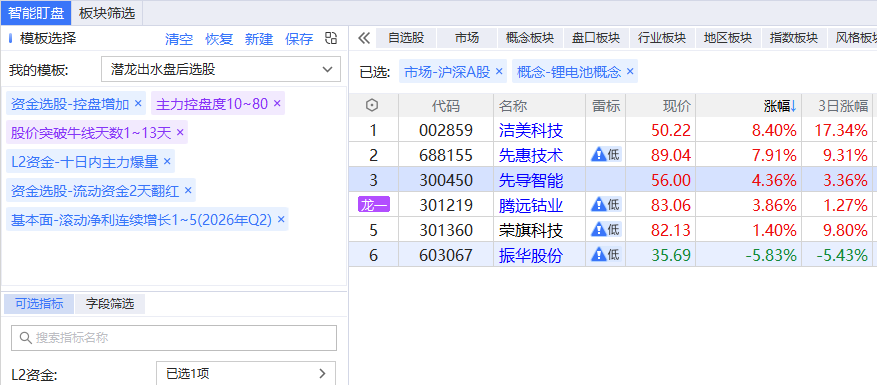 智能盯盘 板块筛选
模板选择 清空 恢复 新建 保存
我的模板: 潜龙出水盘后选股
资金选股-控盘增加 × 主力控盘度10~80 ×
股价突破牛线天数1~13天 ×
L2资金-十日内主力爆量 ×
资金选股-流动资金2天翻红 ×
基本面-滚动净利连续增长1~5(2026年Q2) ×
可选指标 字段筛选
搜索指标名称
L2资金: 已选1项
自选股 市场 概念板块 盘口板块 行业板块 地区板块 指数板块 风格板
已选: 市场-沪深A股 × 概念-锂电池概念 ×
代码 名称 雷标 现价 涨幅↓ 3日涨幅
1 002859 洁美科技 50.22 8.40% 17.34%
2 688155 先惠技术 低 89.04 7.91% 9.31%
3 300450 先导智能 56.00 4.36% 3.36%
龙一 301219 腾远钴业 低 83.06 3.86% 1.27%
5 301360 荣旗科技 低 82.13 1.40% 9.80%
6 603067 振华股份 低 35.69 -5.83% -5.43%